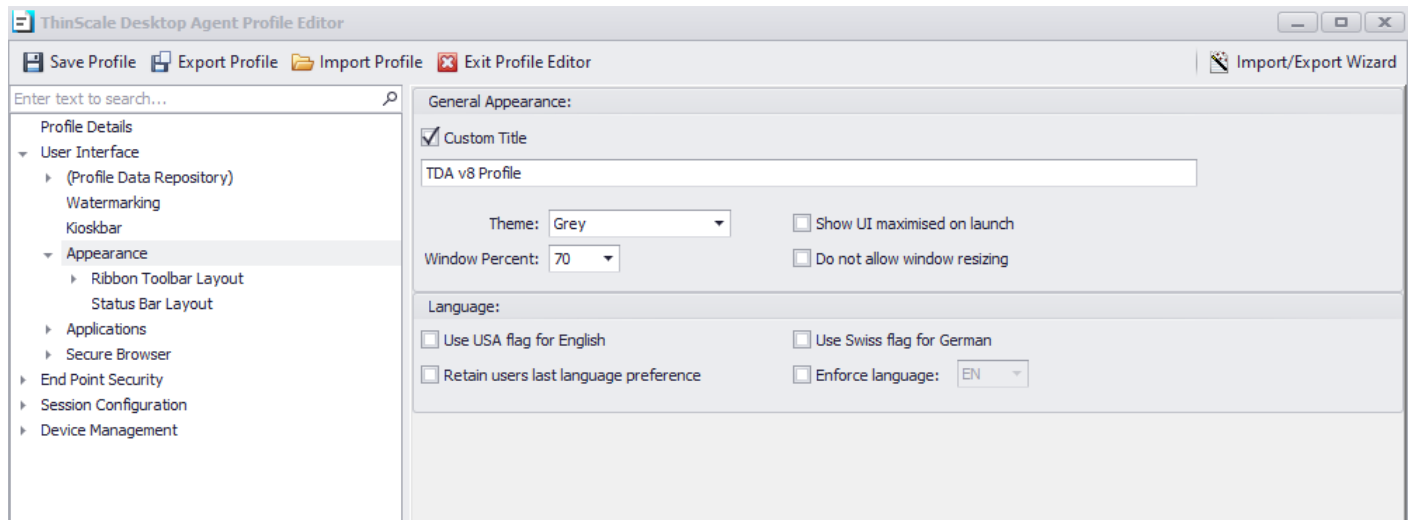 ThinScale Desktop Agent Profile Editor
Save Profile Export Profile Import Profile Exit Profile Editor Import/Export Wizard
Enter text to search...
Profile Details
User Interface
(Profile Data Repository)
Watermarking
Kioskbar
Appearance
Ribbon Toolbar Layout
Status Bar Layout
Applications
Secure Browser
End Point Security
Session Configuration
Device Management
General Appearance:
Custom Title
TDA v8 Profile
Theme: Grey Show UI maximised on launch
Window Percent: 70 Do not allow window resizing
Language:
Use USA flag for English Use Swiss flag for German
Retain users last language preference Enforce language: EN